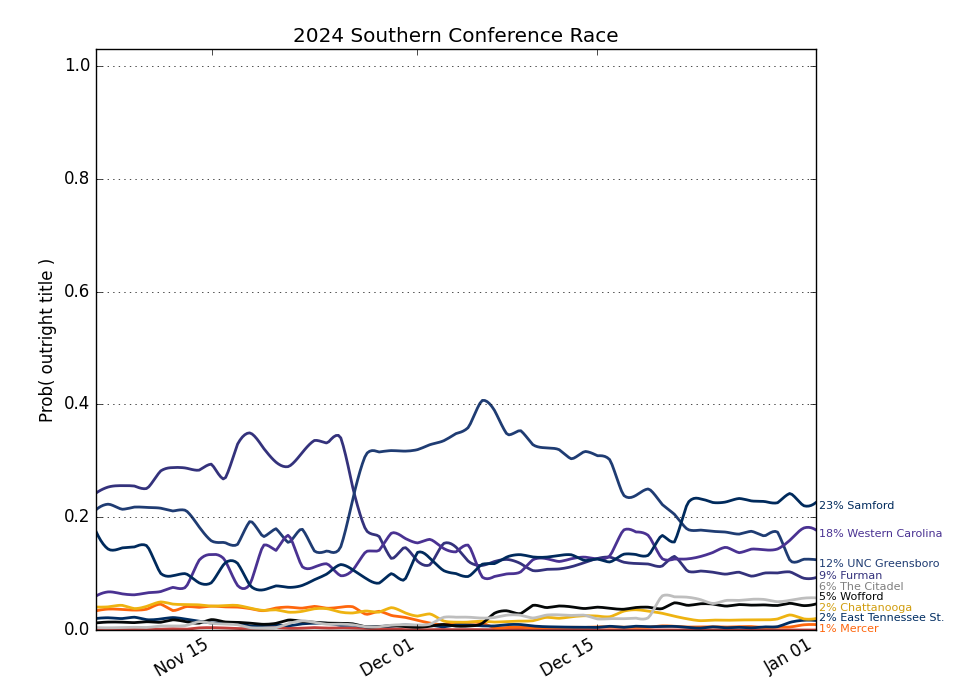 2024 Southern Conference Race
Prob( outright title )
1.0
0.8
0.6
0.4
0.2
0.0
Nov 15
Dec 01
Dec 15
Jan 01
23% Samford
18% Western Carolina
12% UNC Greensboro
9% Furman
6% The Citadel
5% Wofford
2% Chattanooga
2% East Tennessee St.
1% Mercer